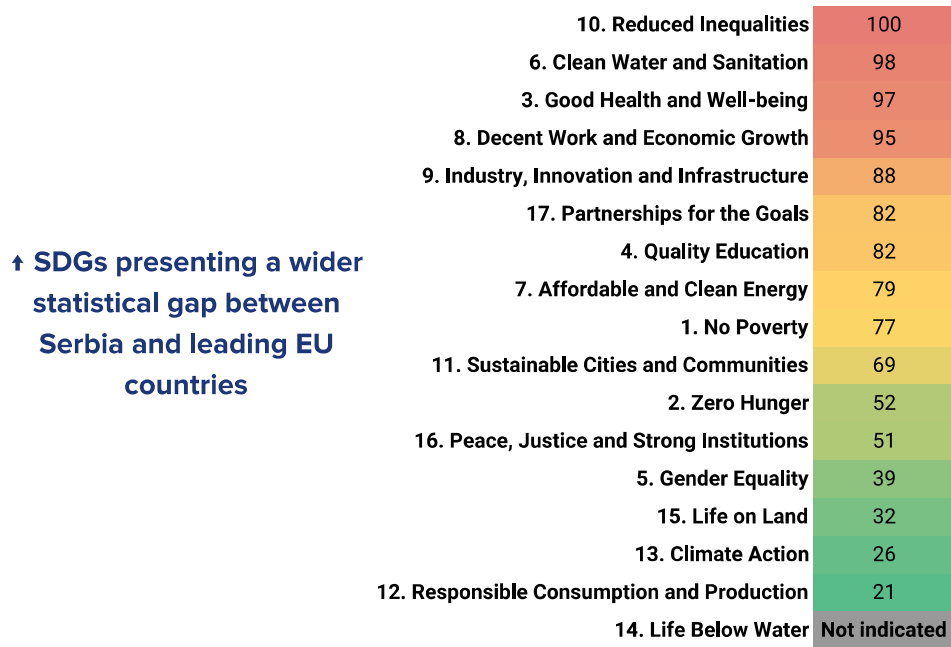 10. Reduced Inequalities 100
6. Clean Water and Sanitation 98
3. Good Health and Well-being 97
8. Decent Work and Economic Growth 95
9. Industry, Innovation and Infrastructure 88
17. Partnerships for the Goals 82
4. Quality Education 82
7. Affordable and Clean Energy 79
1. No Poverty 77
11. Sustainable Cities and Communities 69
2. Zero Hunger 52
16. Peace, Justice and Strong Institutions 51
5. Gender Equality 39
15. Life on Land 32
13. Climate Action 26
12. Responsible Consumption and Production 21
14. Life Below Water Not indicated
↑ SDGs presenting a wider
statistical gap between
Serbia and leading EU
countries